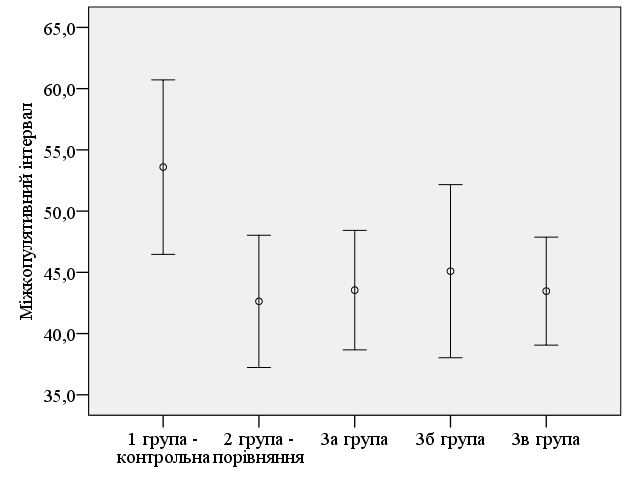 Міжкопулятивний інтервал
65,0
60,0
55,0
50,0
45,0
40,0
35,0
1 група - контрольна
2 група - порівняння
3а група
3б група
3в група